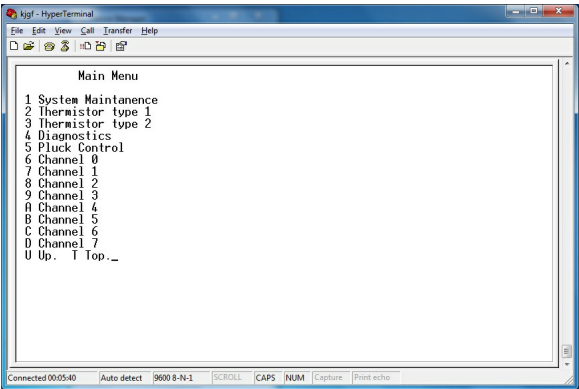 kjgf - HyperTerminal
File Edit View Call Transfer Help
Main Menu
1 System Maintanence
2 Thermistor type 1
3 Thermistor type 2
4 Diagnostics
5 Pluck Control
6 Channel 0
7 Channel 1
8 Channel 2
9 Channel 3
A Channel 4
B Channel 5
C Channel 6
D Channel 7
U Up. T Top._
Connected 00:05:40 Auto detect 9600 8-N-1 SCROLL CAPS NUM Capture Print echo